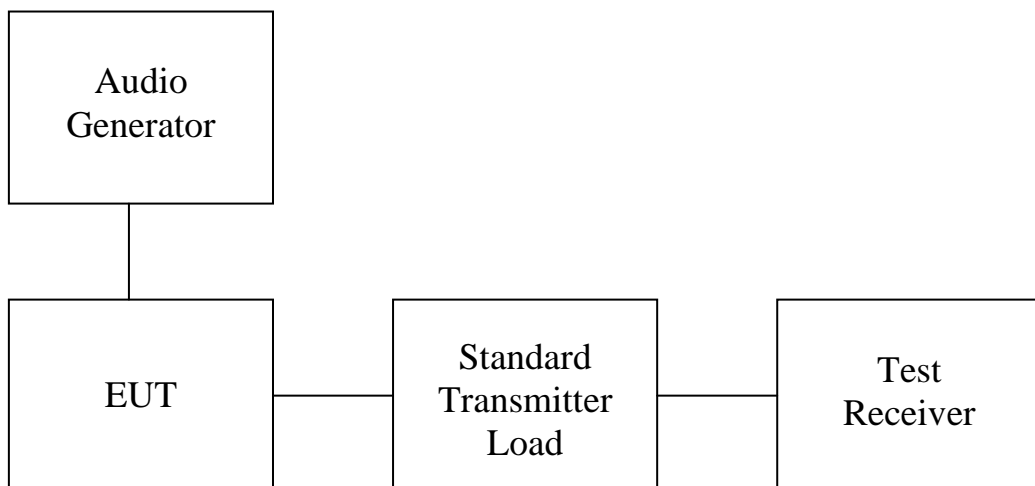 Audio
Generator
EUT
Standard
Transmitter
Load
Test
Receiver